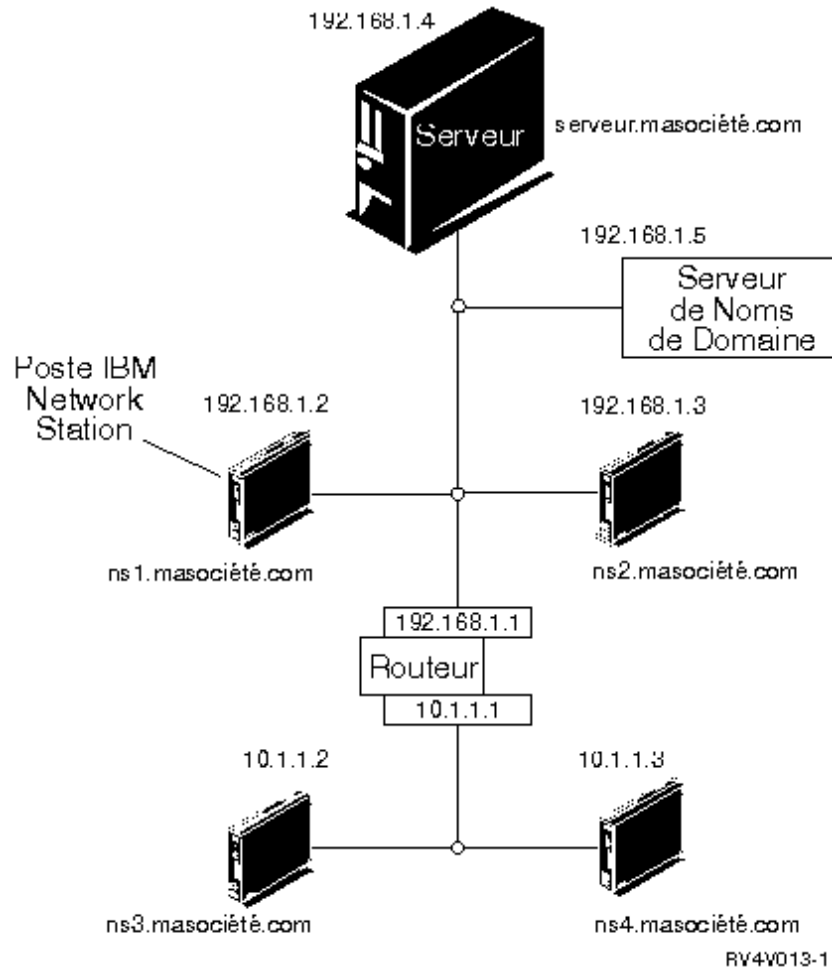 192.168.1.4
Serveur
serveur.masociété.com
192.168.1.5
Serveur
de Noms
de Domaine
Poste IBM
Network
Station
192.168.1.2
192.168.1.3
ns1.masociété.com
ns2.masociété.com
192.168.1.1
Routeur
10.1.1.1
10.1.1.2
10.1.1.3
ns3.masociété.com
ns4.masociété.com
RV4V013-1